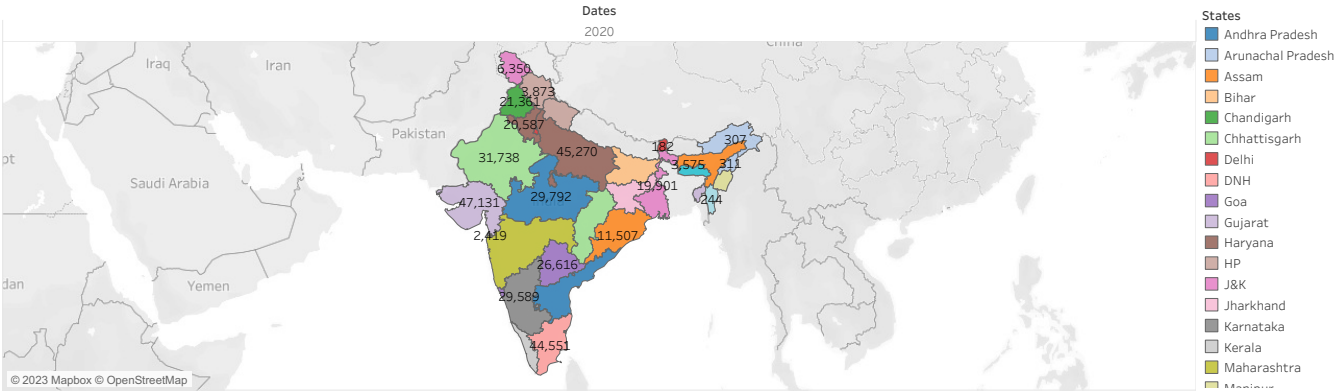 Dates
2020
States
Andhra Pradesh
Arunachal Pradesh
Assam
Bihar
Chandigarh
Chhattisgarh
Delhi
DNH
Goa
Gujarat
Haryana
HP
J&K
Jharkhand
Karnataka
Kerala
Maharashtra
Manipur
China
Iraq
Iran
Pakistan
Saudi Arabia
Yemen
pt
dan
6,350
3,873
21,361
20,587
31,738
45,270
182
307
3,575
311
19,901
244
47,131
29,792
2,419
11,507
26,616
29,589
44,551
© 2023 Mapbox © OpenStreetMap